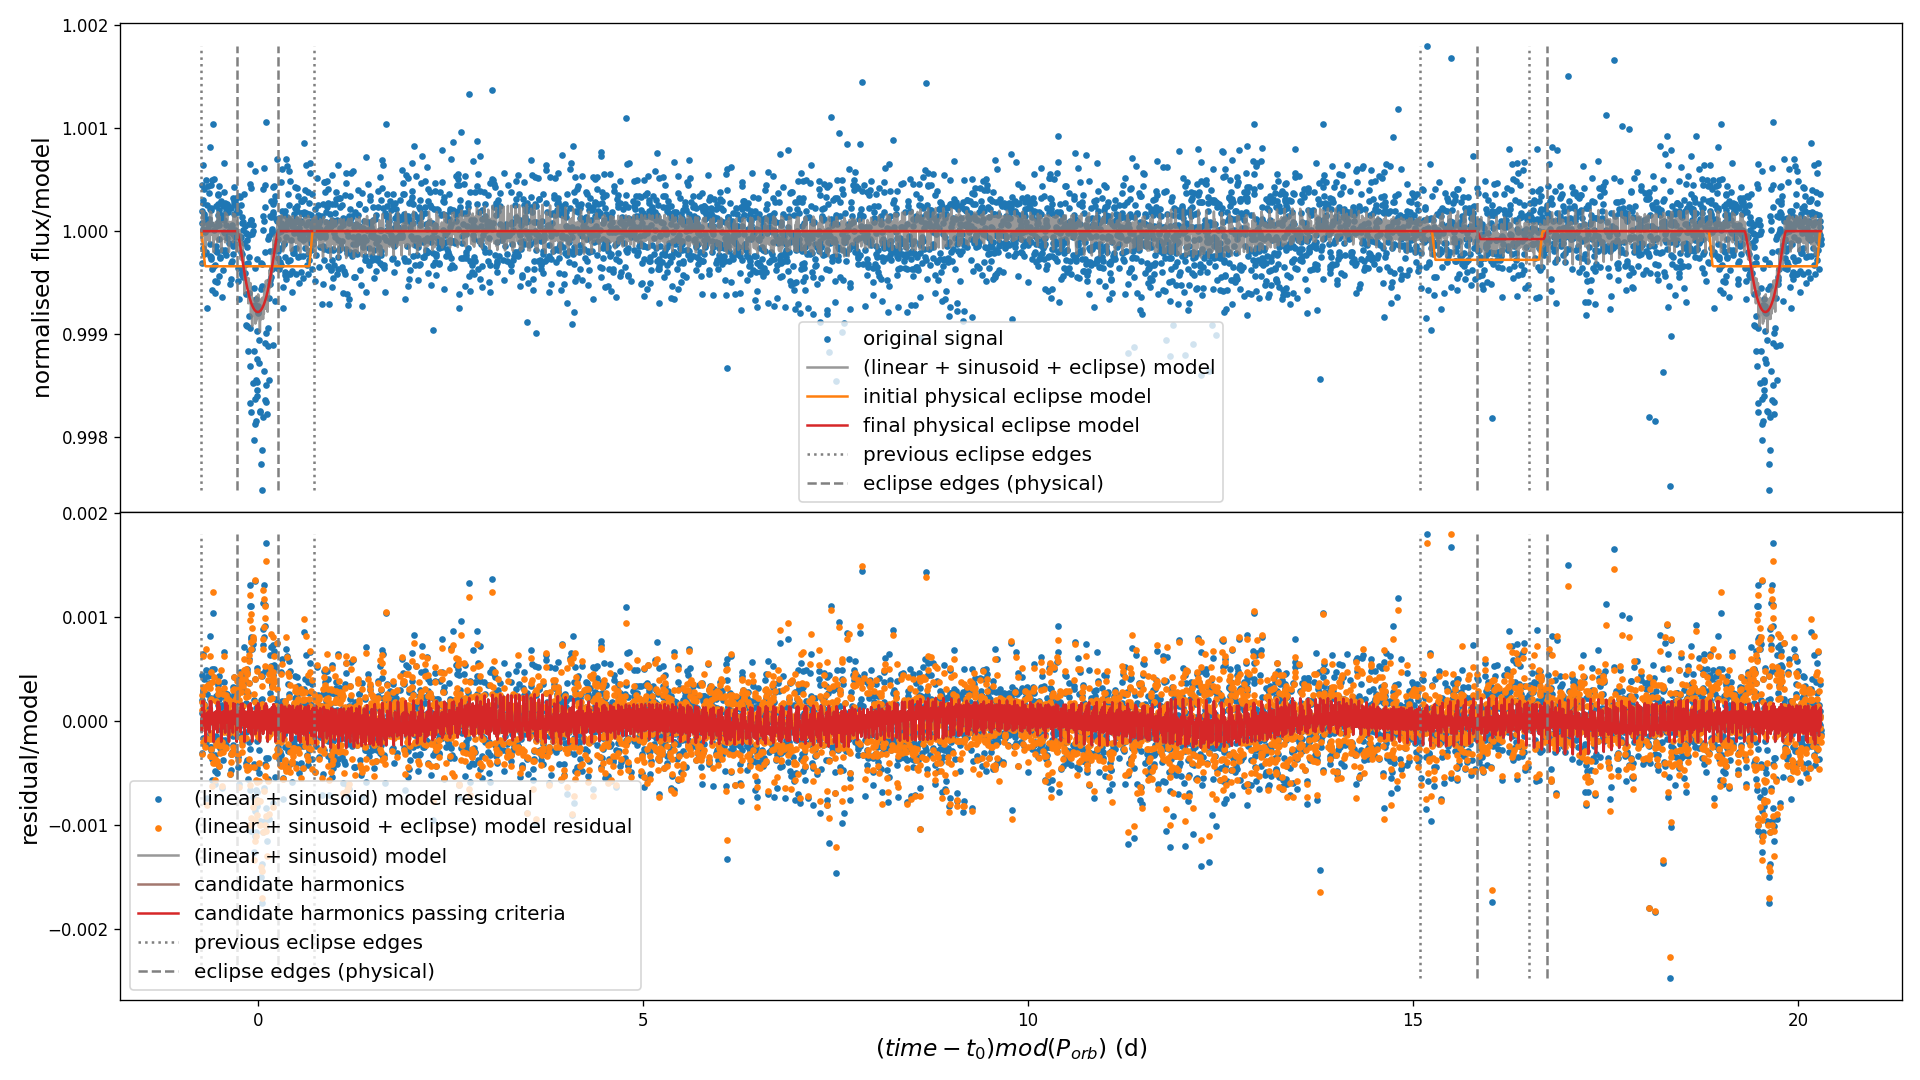 1.002
1.001
1.000
0.999
0.998
normalised flux/model
original signal
(linear + sinusoid + eclipse) model
initial physical eclipse model
final physical eclipse model
previous eclipse edges
eclipse edges (physical)
0.002
0.001
0.000
−0.001
−0.002
residual/model
(linear + sinusoid) model residual
(linear + sinusoid + eclipse) model residual
(linear + sinusoid) model
candidate harmonics
candidate harmonics passing criteria
previous eclipse edges
eclipse edges (physical)
0 5 10 15 20
(time − t₀)mod(P_orb) (d)